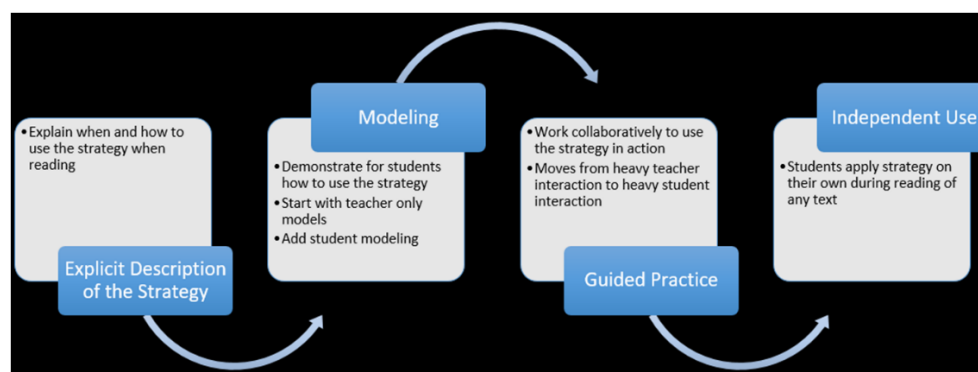 •Explain when and how to
use the strategy when
reading
Explicit Description
of the Strategy
Modeling
•Demonstrate for students
how to use the strategy
•Start with teacher only
models
•Add student modeling
•Work collaboratively to use
the strategy in action
•Moves from heavy teacher
interaction to heavy student
interaction
Guided Practice
Independent Use
•Students apply strategy on
their own during reading of
any text